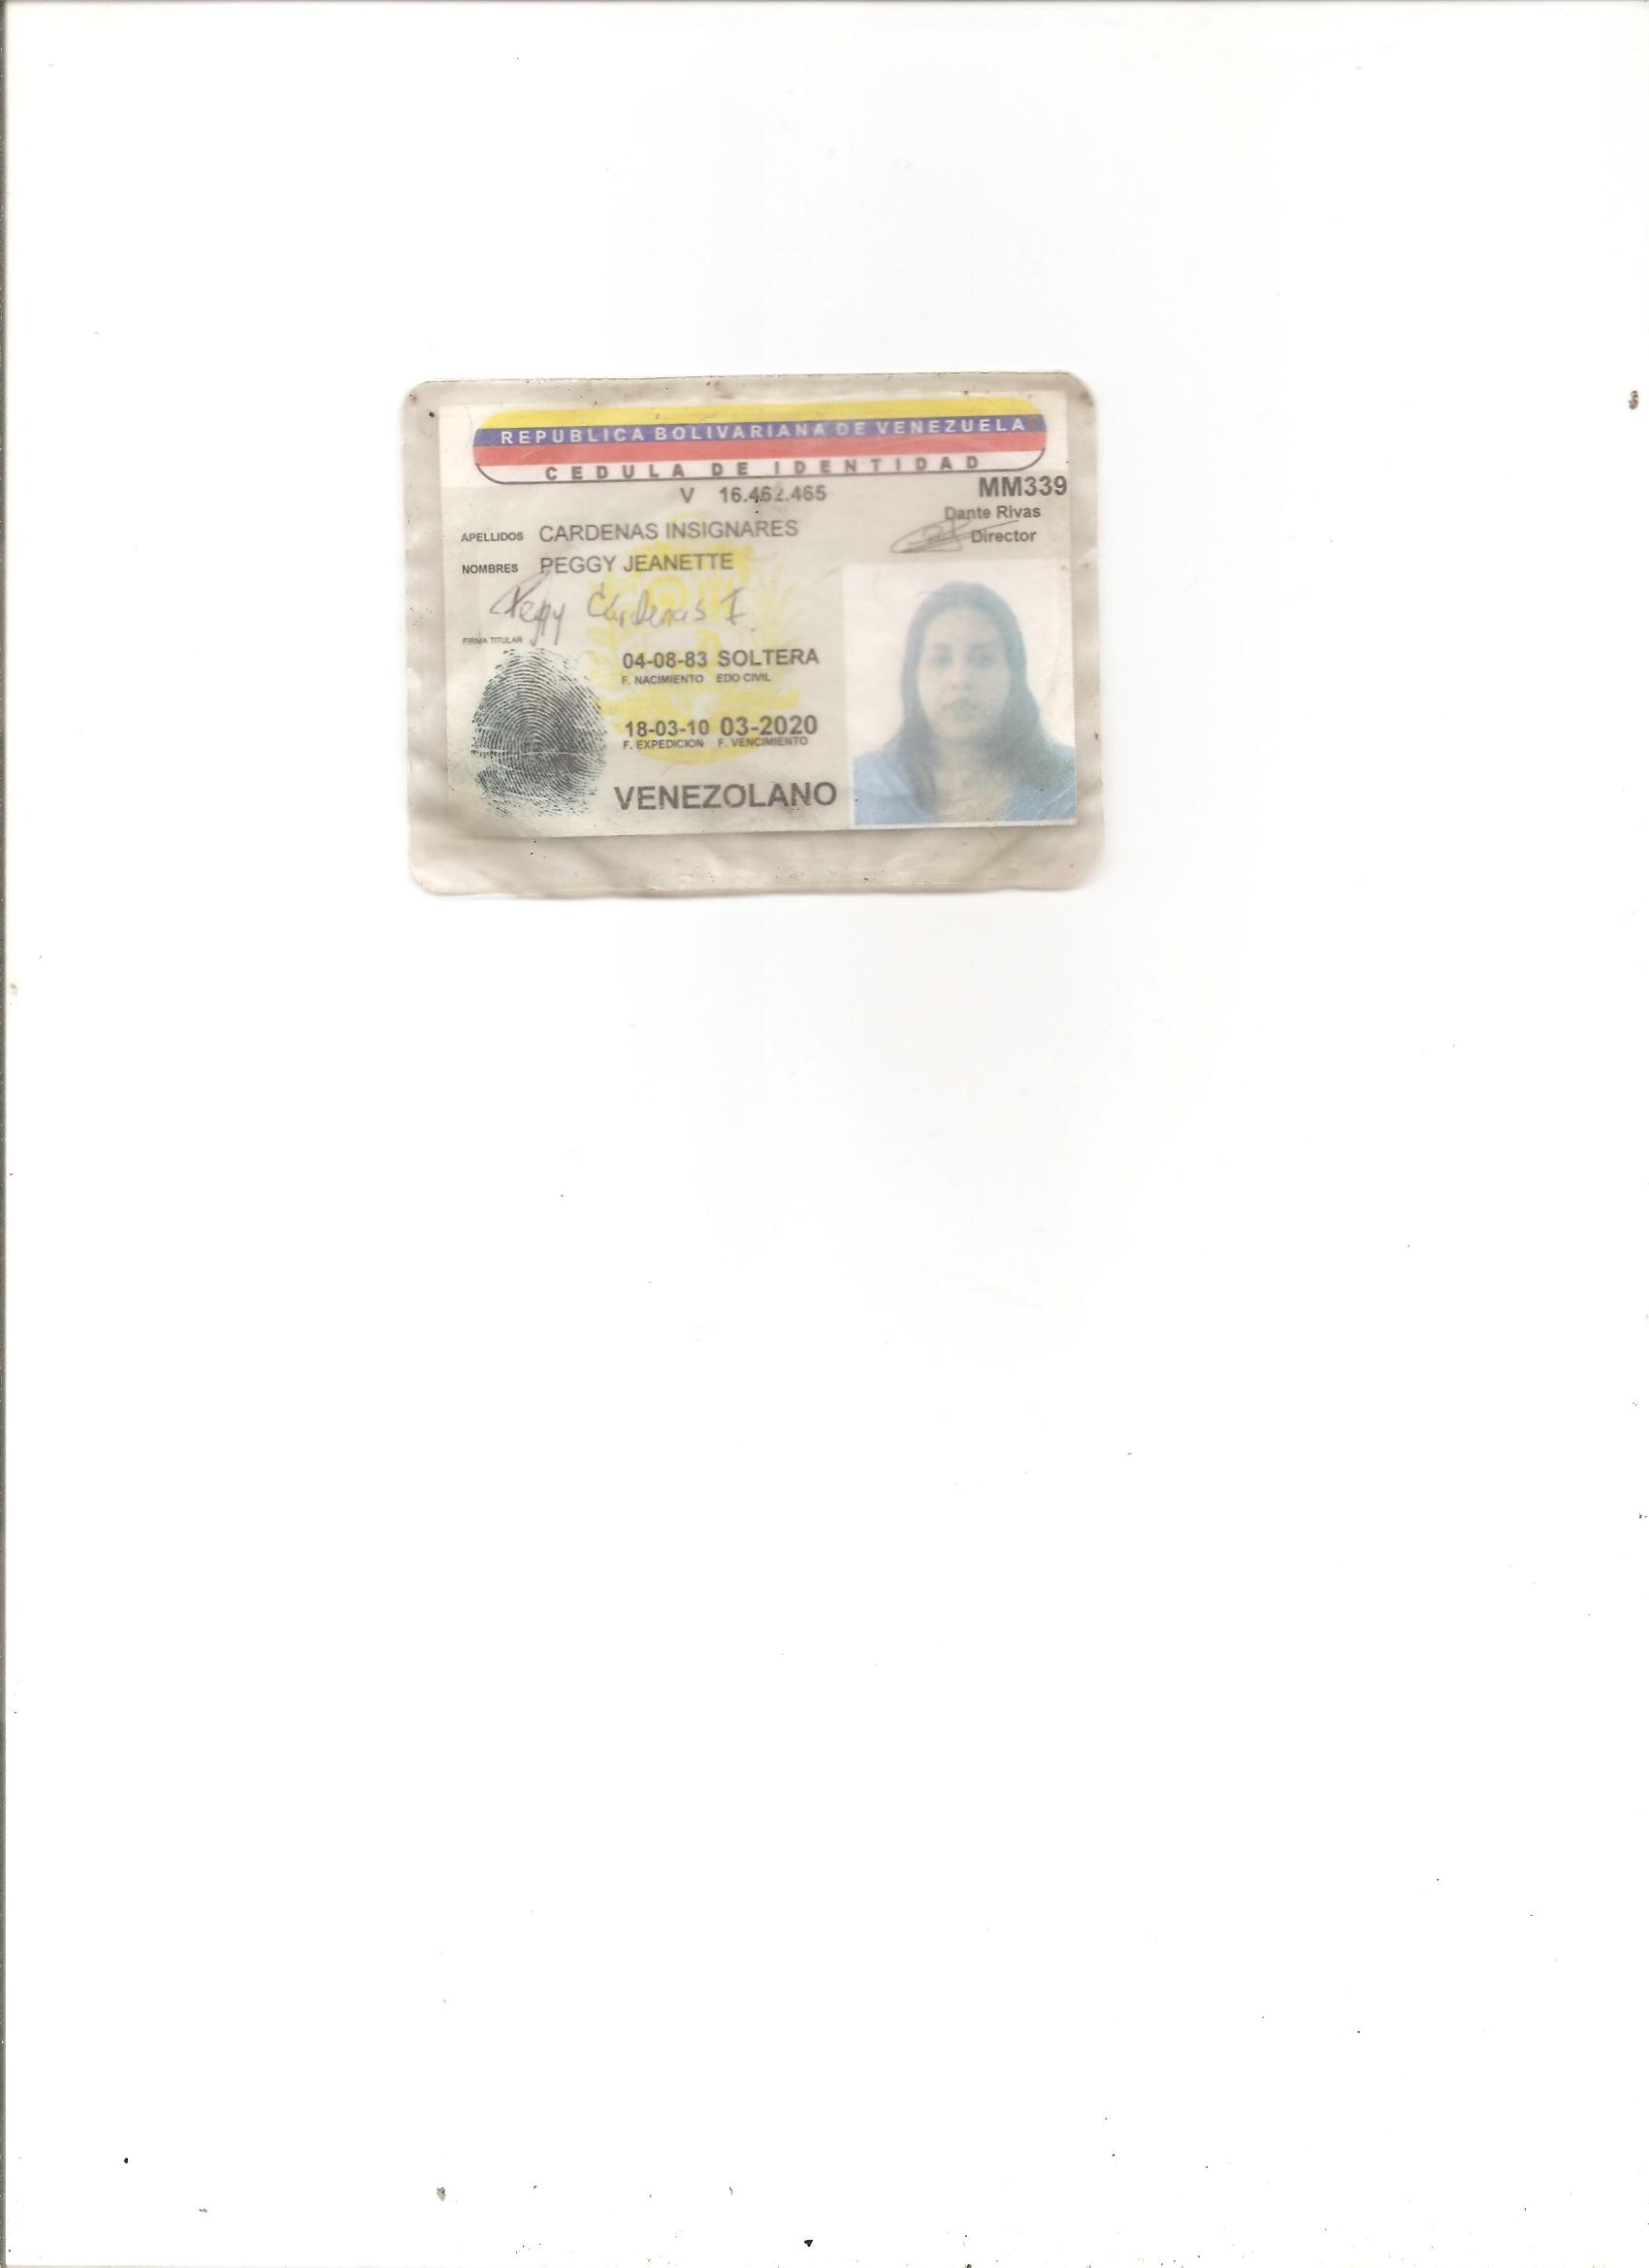 REPUBLICA BOLIVARIANA DE VENEZUELA
CEDULA DE IDENTIDAD
V 16.462.465
MM339
Dante Rivas
Director
APELLIDOS CARDENAS INSIGNARES
NOMBRES PEGGY JEANETTE
Peggy Cardenas I.
FIRMA TITULAR
04-08-83 SOLTERA
F. NACIMIENTO EDO CIVIL
18-03-10 03-2020
F. EXPEDICION F. VENCIMIENTO
VENEZOLANO